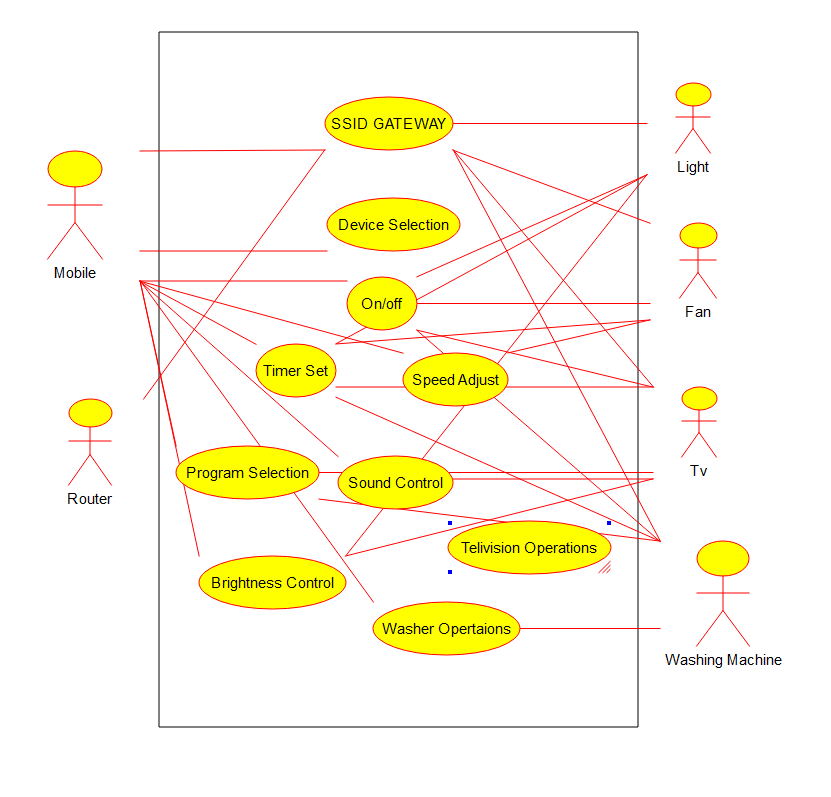 SSID GATEWAY
Light
Device Selection
Mobile
On/off
Fan
Timer Set
Speed Adjust
Program Selection
Sound Control
Tv
Router
Telivision Operations
Brightness Control
Washer Opertaions
Washing Machine